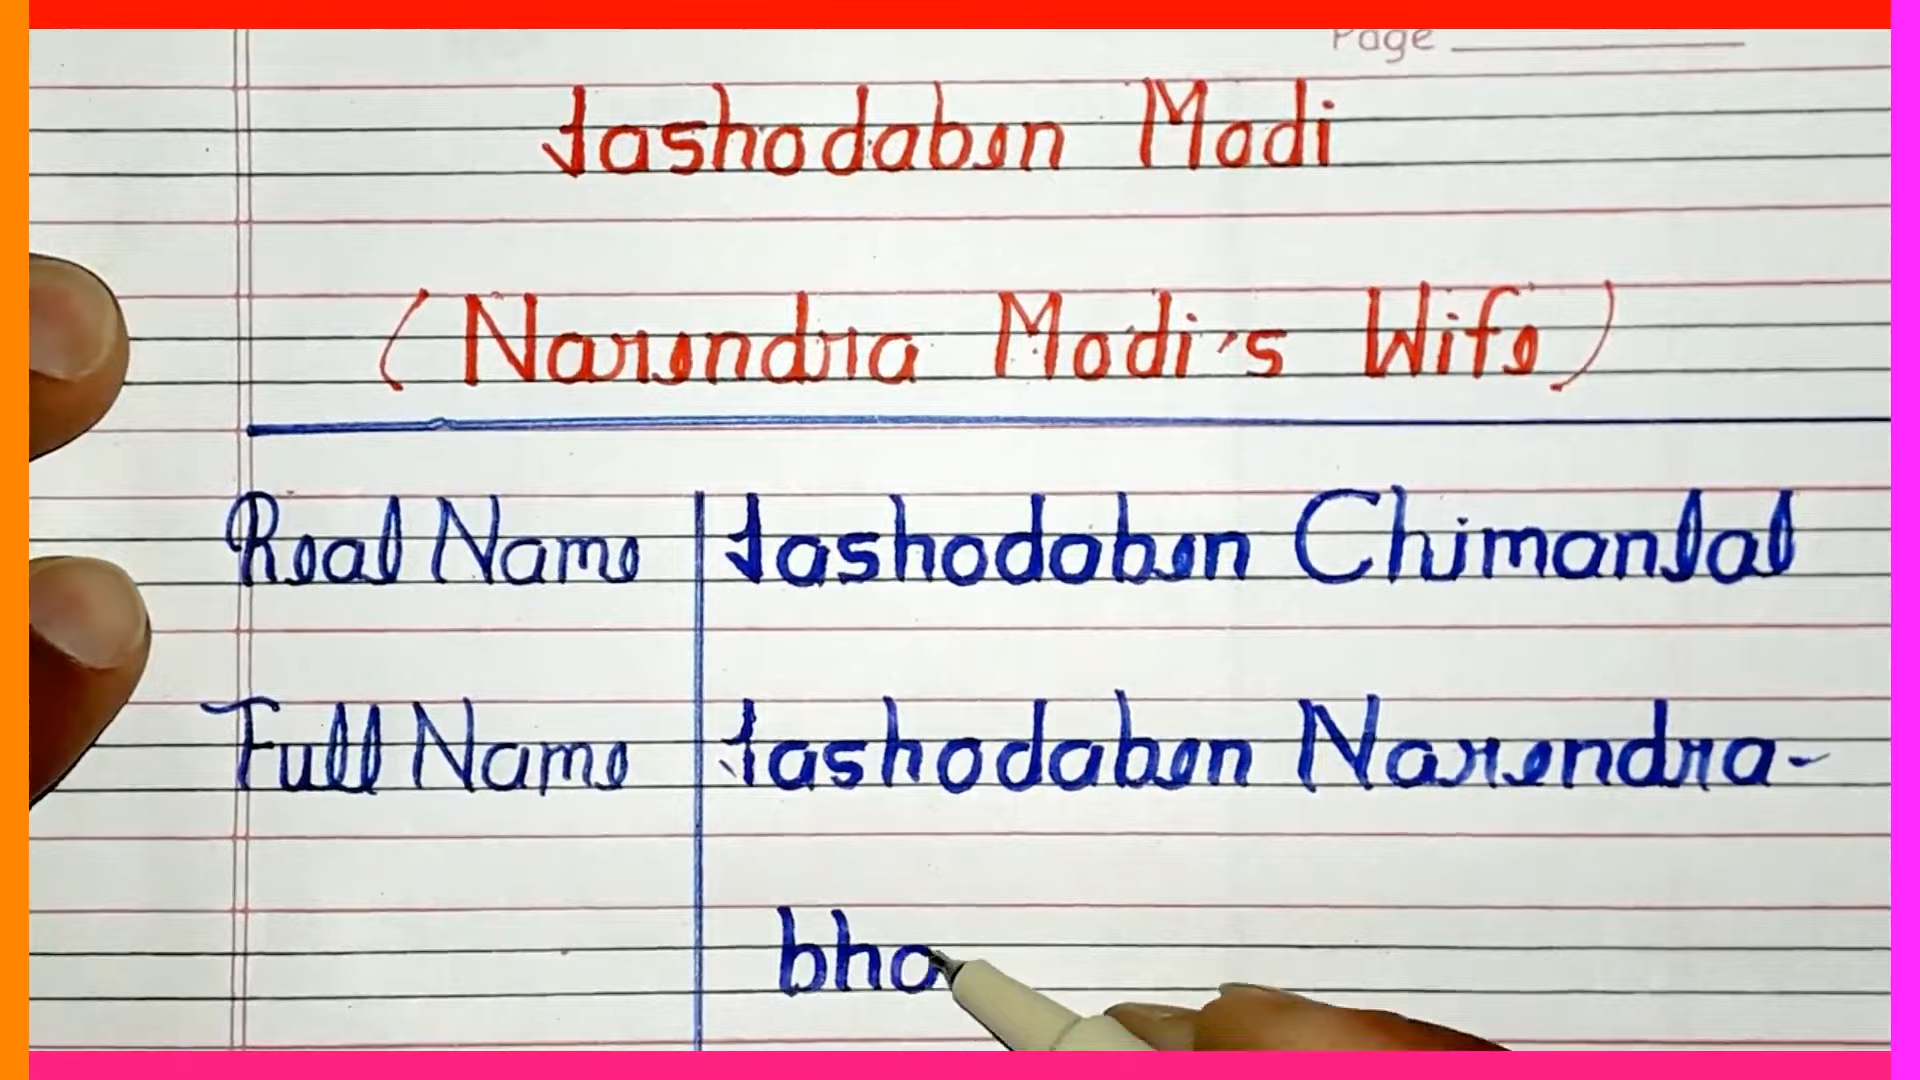 Page
Jashodaben Modi
(Narendra Modi's Wife)
Real Name Jashodaben Chimanlal
Full Name Jashodaben Narendra-
bha